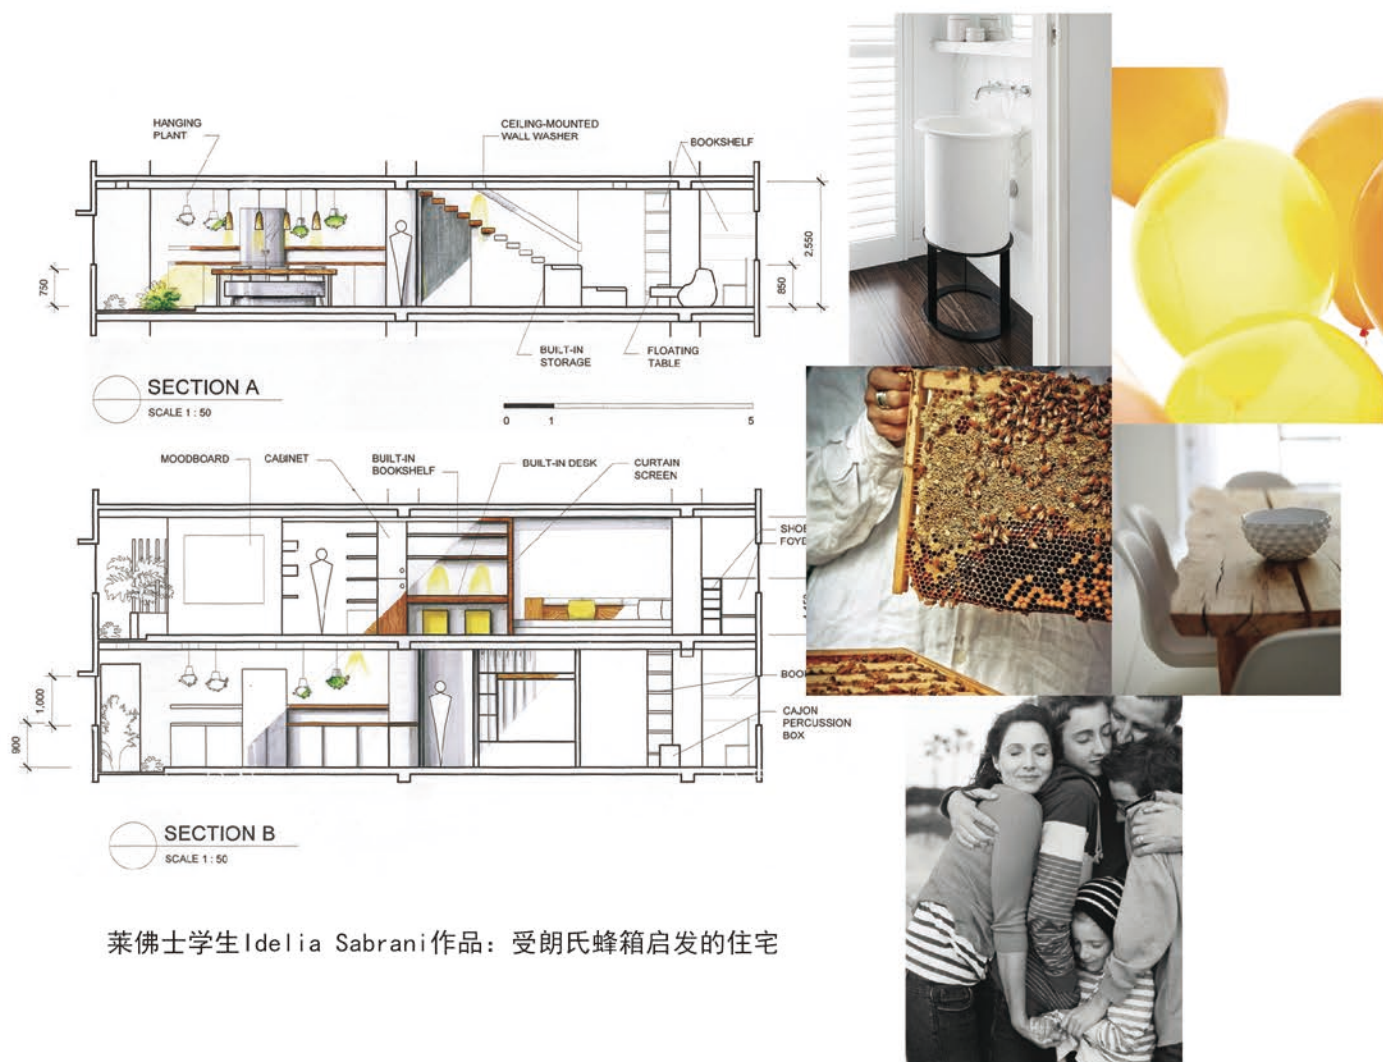 HANGING
PLANT
CEILING-MOUNTED
WALL WASHER
BOOKSHELF
750
850
2,550
BUILT-IN
STORAGE
FLOATING
TABLE
SECTION A
SCALE 1 : 50
0 1 5
MOODBOARD
CABINET
BUILT-IN
BOOKSHELF
BUILT-IN DESK
CURTAIN
SCREEN
1,000
900
CAJON
PERCUSSION
BOX
SECTION B
SCALE 1 : 50
莱佛士学生Idelia Sabrani作品：受朗氏蜂箱启发的住宅